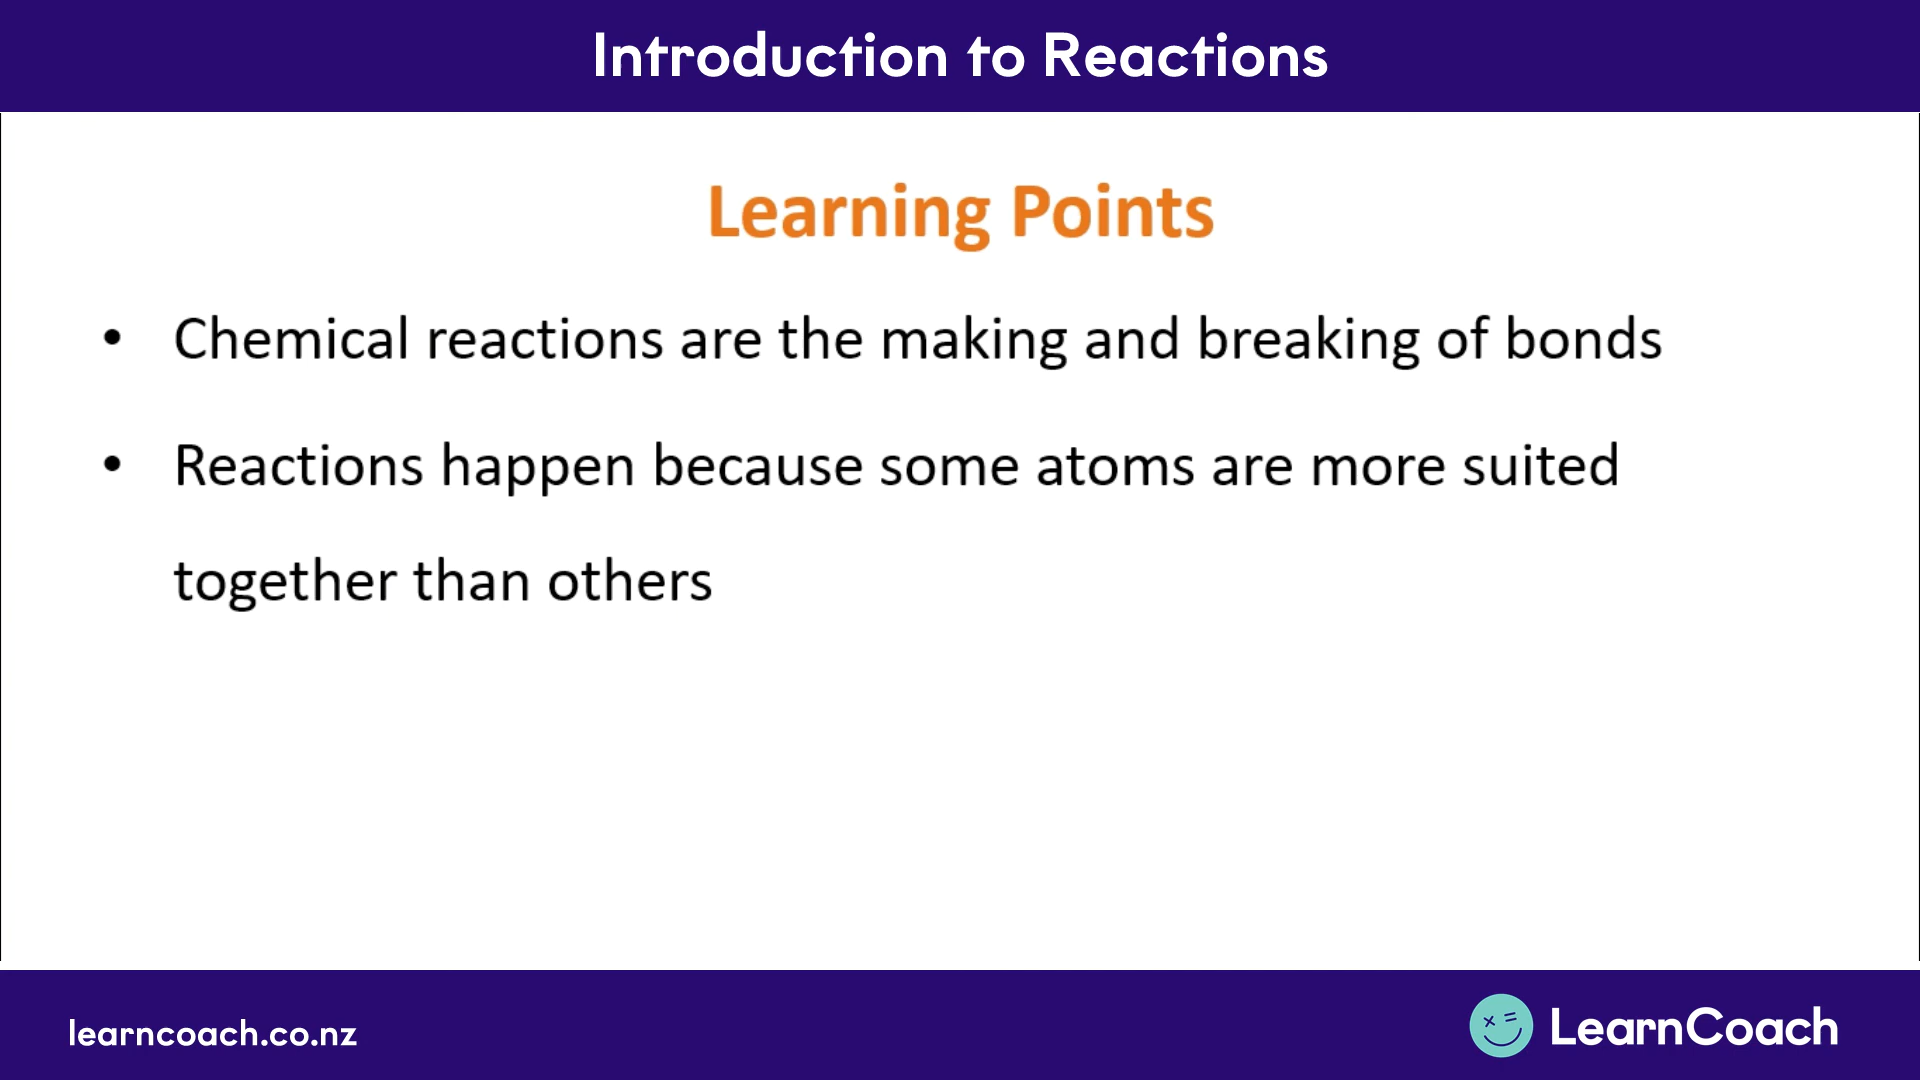 Introduction to Reactions
Learning Points
• Chemical reactions are the making and breaking of bonds
• Reactions happen because some atoms are more suited
together than others
learncoach.co.nz
LearnCoach